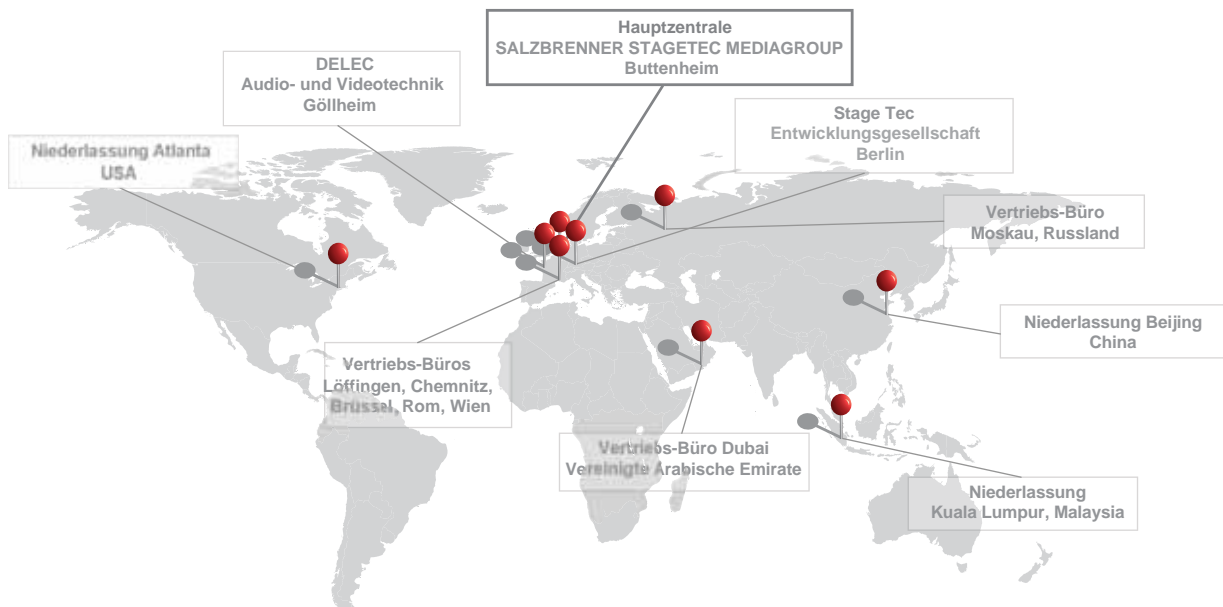 Hauptzentrale
SALZBRENNER STAGETEC MEDIAGROUP
Buttenheim
DELEC
Audio- und Videotechnik
Göllheim
Stage Tec
Entwicklungsgesellschaft
Berlin
Niederlassung Atlanta
USA
Vertriebs-Büro
Moskau, Russland
Niederlassung Beijing
China
Vertriebs-Büros
Löffingen, Chemnitz,
Brüssel, Rom, Wien
Vertriebs-Büro Dubai
Vereinigte Arabische Emirate
Niederlassung
Kuala Lumpur, Malaysia